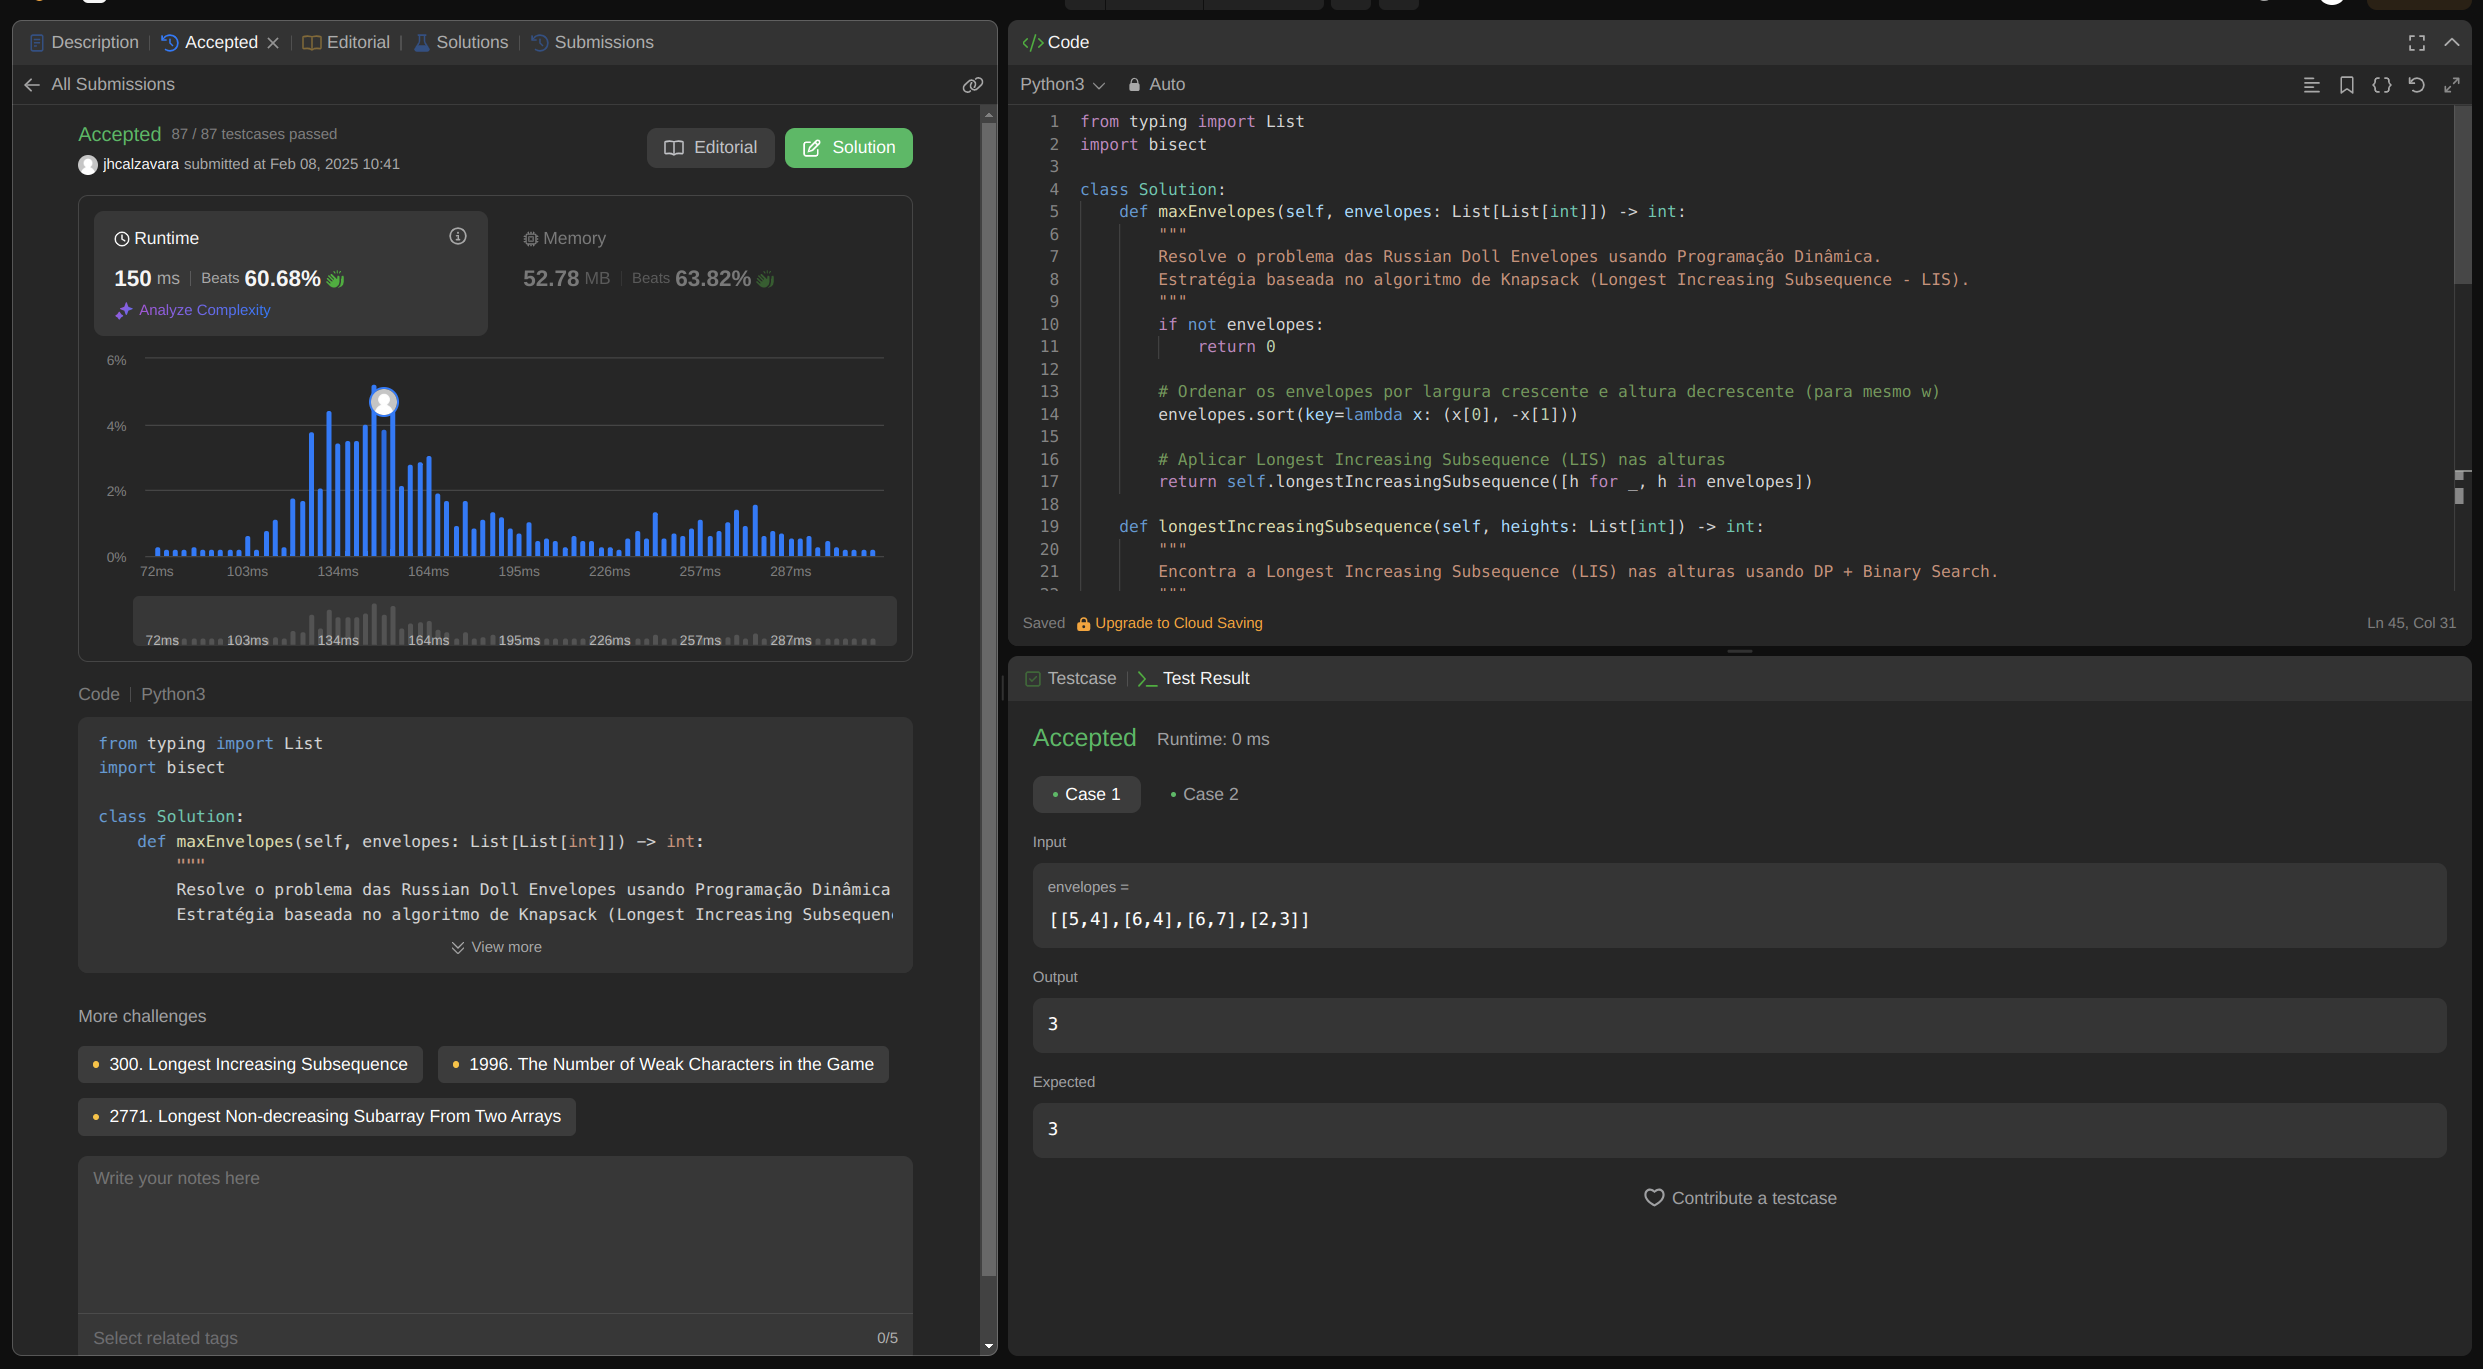 Description | Accepted | Editorial | Solutions | Submissions
All Submissions
Accepted 87 / 87 testcases passed
jhcalzavara submitted at Feb 08, 2025 10:41
Editorial
Solution
Runtime
150 ms | Beats 60.68%
Analyze Complexity
Memory
52.78 MB | Beats 63.82%
6%
4%
2%
0%
72ms 103ms 134ms 164ms 195ms 226ms 257ms 287ms
72ms 103ms 134ms 164ms 195ms 226ms 257ms 287ms
Code | Python3
from typing import List
import bisect
class Solution:
def maxEnvelopes(self, envelopes: List[List[int]]) -> int:
"""
Resolve o problema das Russian Doll Envelopes usando Programação Dinâmica
Estratégia baseada no algoritmo de Knapsack (Longest Increasing Subsequen
View more
More challenges
300. Longest Increasing Subsequence
1996. The Number of Weak Characters in the Game
2771. Longest Non-decreasing Subarray From Two Arrays
Write your notes here
Select related tags 0/5
</> Code
Python3 Auto
1 from typing import List
2 import bisect
3
4 class Solution:
5 def maxEnvelopes(self, envelopes: List[List[int]]) -> int:
6 """
7 Resolve o problema das Russian Doll Envelopes usando Programação Dinâmica.
8 Estratégia baseada no algoritmo de Knapsack (Longest Increasing Subsequence - LIS).
9 """
10 if not envelopes:
11 return 0
12
13 # Ordenar os envelopes por largura crescente e altura decrescente (para mesmo w)
14 envelopes.sort(key=lambda x: (x[0], -x[1]))
15
16 # Aplicar Longest Increasing Subsequence (LIS) nas alturas
17 return self.longestIncreasingSubsequence([h for _, h in envelopes])
18
19 def longestIncreasingSubsequence(self, heights: List[int]) -> int:
20 """
21 Encontra a Longest Increasing Subsequence (LIS) nas alturas usando DP + Binary Search.
22 """
Saved Upgrade to Cloud Saving Ln 45, Col 31
Testcase | Test Result
Accepted Runtime: 0 ms
Case 1 Case 2
Input
envelopes =
[[5,4],[6,4],[6,7],[2,3]]
Output
3
Expected
3
Contribute a testcase